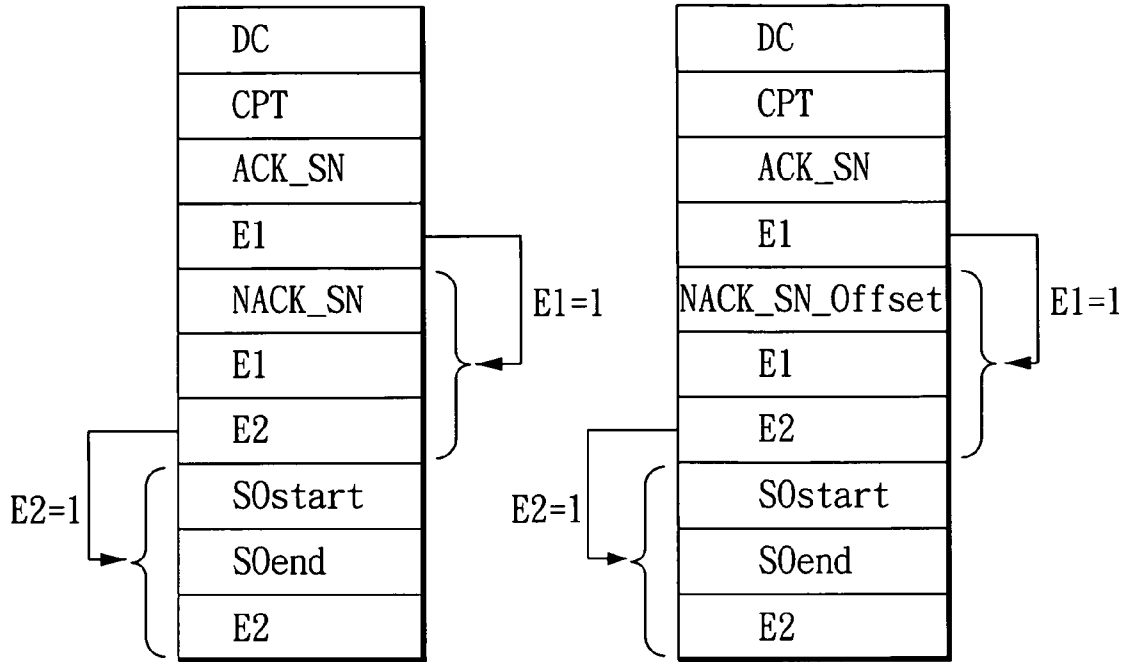 DC
CPT
ACK_SN
E1
NACK_SN
E1
E2
SOstart
SOend
E2
E1=1
E2=1
DC
CPT
ACK_SN
E1
NACK_SN_Offset
E1
E2
SOstart
SOend
E2
E1=1
E2=1